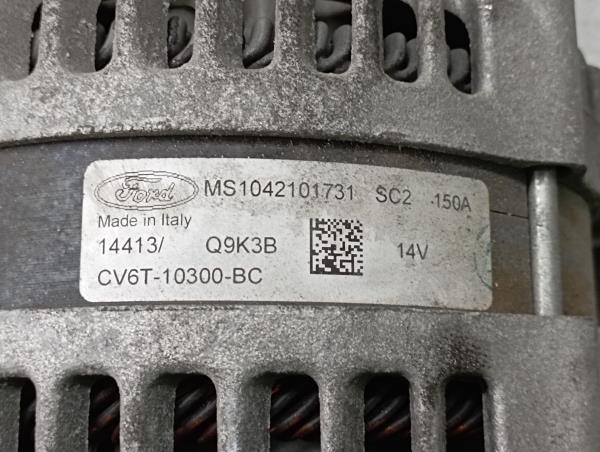 Ford MS1042101731 SC2 150A
Made in Italy
14413/ Q9K3B 14V
CV6T-10300-BC